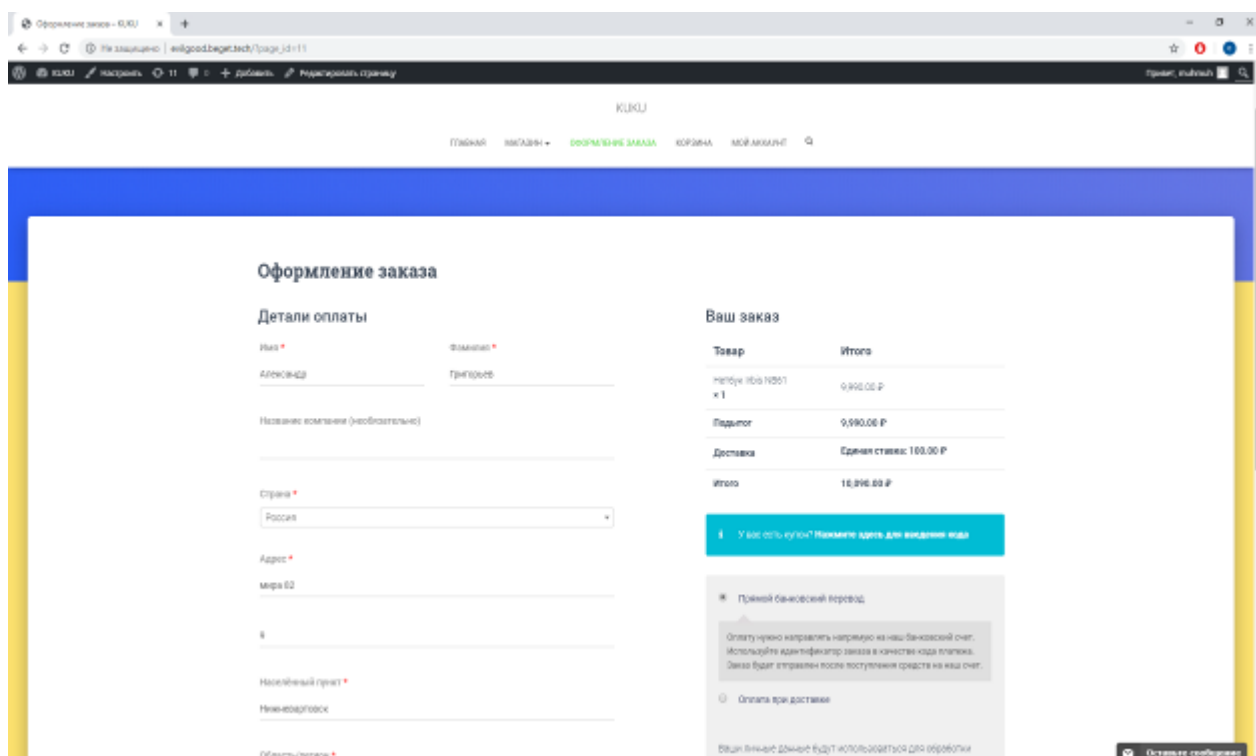 Оформление заказа – KUKU
Не защищено | evilgood.beget.tech/?page_id=11
KUKU Настроить 11 0 Добавить Редактировать страницу
Привет,
KUKU
ГЛАВНАЯ МАГАЗИН ОФОРМЛЕНИЕ ЗАКАЗА КОРЗИНА МОЙ АККАУНТ
Оформление заказа
Детали оплаты
Имя * Фамилия *
Александр Григорьев
Название компании (необязательно)
Страна *
Россия
Адрес *
мира 62
Населённый пункт *
Нижневартовск
Область/регион *
Ваш заказ
Товар Итого
Нетбук Irbis NB61
× 1
9,990.00 ₽
Подытог 9,990.00 ₽
Доставка Единая ставка: 100.00 ₽
Итого 10,090.00 ₽
У вас есть купон? Нажмите здесь для введения кода
Прямой банковский перевод
Оплату нужно направлять напрямую на наш банковский счет.
Используйте идентификатор заказа в качестве кода платежа.
Заказ будет отправлен после поступления средств на наш счет.
Оплата при доставке
Ваши личные данные будут использоваться для обработки
Оставьте сообщение